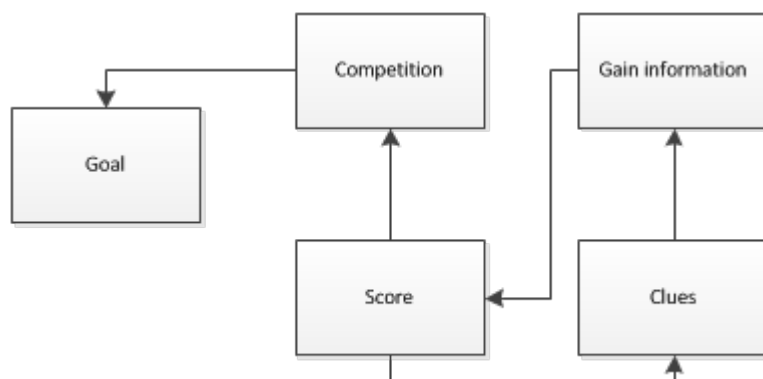 Competition
Gain information
Goal
Score
Clues